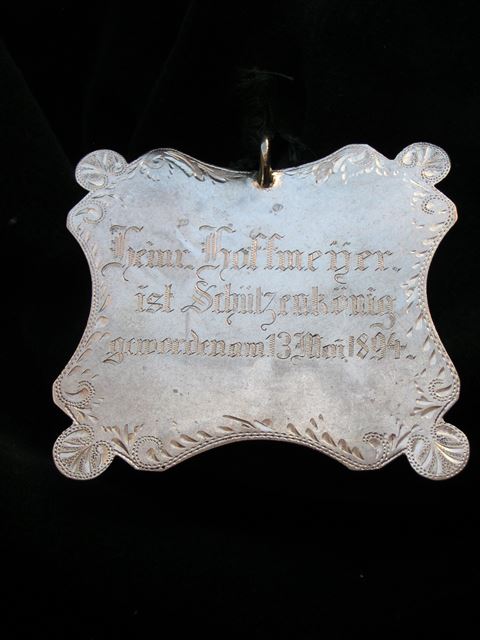 Heinr. Hoffmeÿer.
ist Schützenkönig
geworden am 13 Mai. 1894.